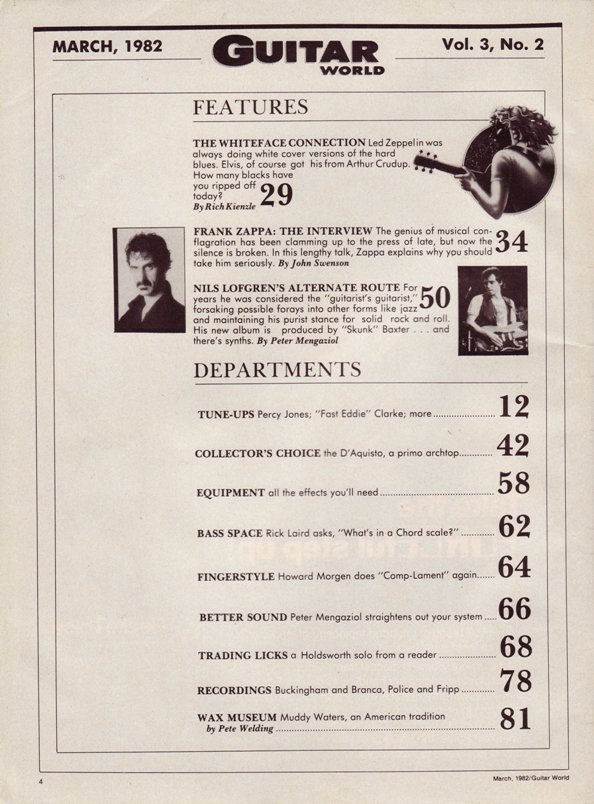 MARCH, 1982
GUITAR
WORLD
Vol. 3, No. 2
FEATURES
THE WHITEFACE CONNECTION Led Zeppelin was
always doing white cover versions of the hard
blues. Elvis, of course got his from Arthur Crudup.
How many blacks have
you ripped off
today?
By Rich Kienzle 29
FRANK ZAPPA: THE INTERVIEW The genius of musical con-
flagration has been clamming up to the press of late, but now the
silence is broken. In this lengthy talk, Zappa explains why you should
take him seriously. By John Swenson
34
NILS LOFGREN'S ALTERNATE ROUTE For
years he was considered the "guitarist's guitarist,"
forsaking possible forays into other forms like jazz
and maintaining his purist stance for solid rock and roll.
His new album is produced by "Skunk" Baxter . . . and
there's synths. By Peter Mengaziol
50
DEPARTMENTS
TUNE-UPS Percy Jones; "Fast Eddie" Clarke; more ..................... 12
COLLECTOR'S CHOICE the D'Aquisto, a primo archtop........... 42
EQUIPMENT all the effects you'll need ..................................... 58
BASS SPACE Rick Laird asks, "What's in a Chord scale?" ........... 62
FINGERSTYLE Howard Morgen does "Comp-Lament" again...... 64
BETTER SOUND Peter Mengaziol straightens out your system .... 66
TRADING LICKS a Holdsworth solo from a reader .................. 68
RECORDINGS Buckingham and Branca, Police and Fripp ........... 78
WAX MUSEUM Muddy Waters, an American tradition
by Pete Welding ......................................................... 81
4
March, 1982/Guitar World